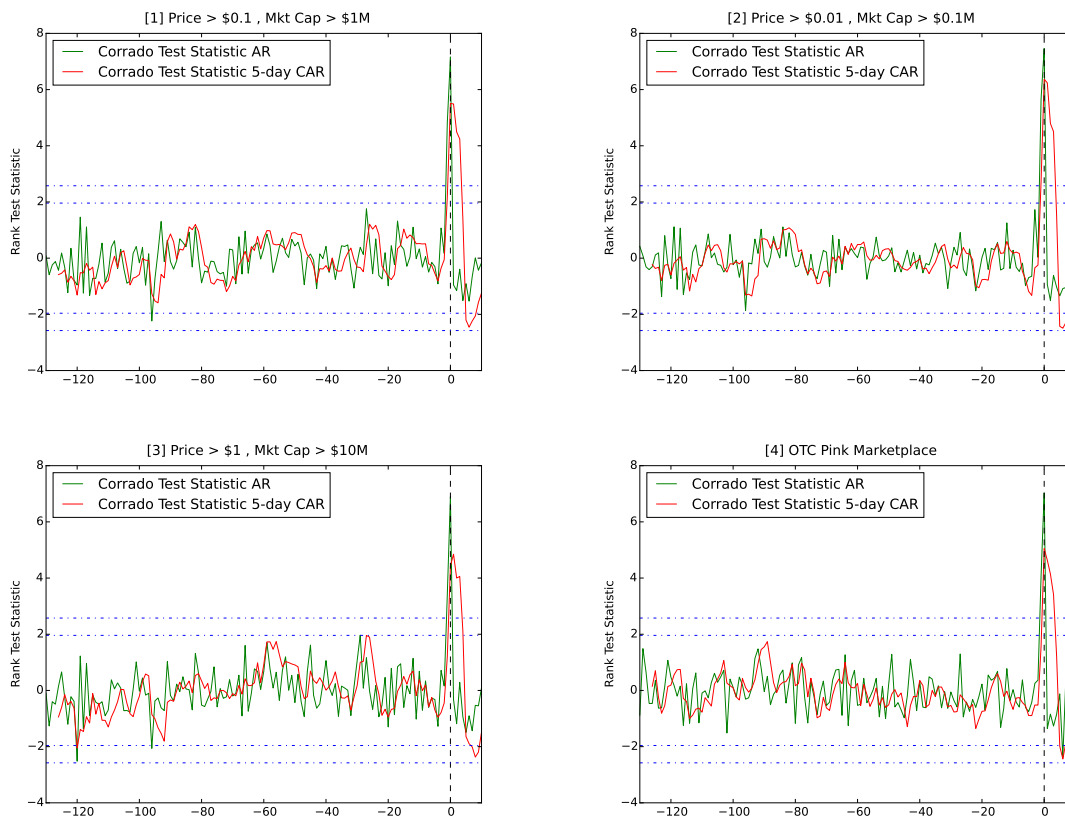 [1] Price > $0.1 , Mkt Cap > $1M
8
6
4
2
0
−2
−4
Rank Test Statistic
Corrado Test Statistic AR
Corrado Test Statistic 5-day CAR
−120 −100 −80 −60 −40 −20 0
[2] Price > $0.01 , Mkt Cap > $0.1M
8
6
4
2
0
−2
−4
Rank Test Statistic
Corrado Test Statistic AR
Corrado Test Statistic 5-day CAR
−120 −100 −80 −60 −40 −20 0
[3] Price > $1 , Mkt Cap > $10M
8
6
4
2
0
−2
−4
Rank Test Statistic
Corrado Test Statistic AR
Corrado Test Statistic 5-day CAR
−120 −100 −80 −60 −40 −20 0
[4] OTC Pink Marketplace
8
6
4
2
0
−2
−4
Rank Test Statistic
Corrado Test Statistic AR
Corrado Test Statistic 5-day CAR
−120 −100 −80 −60 −40 −20 0